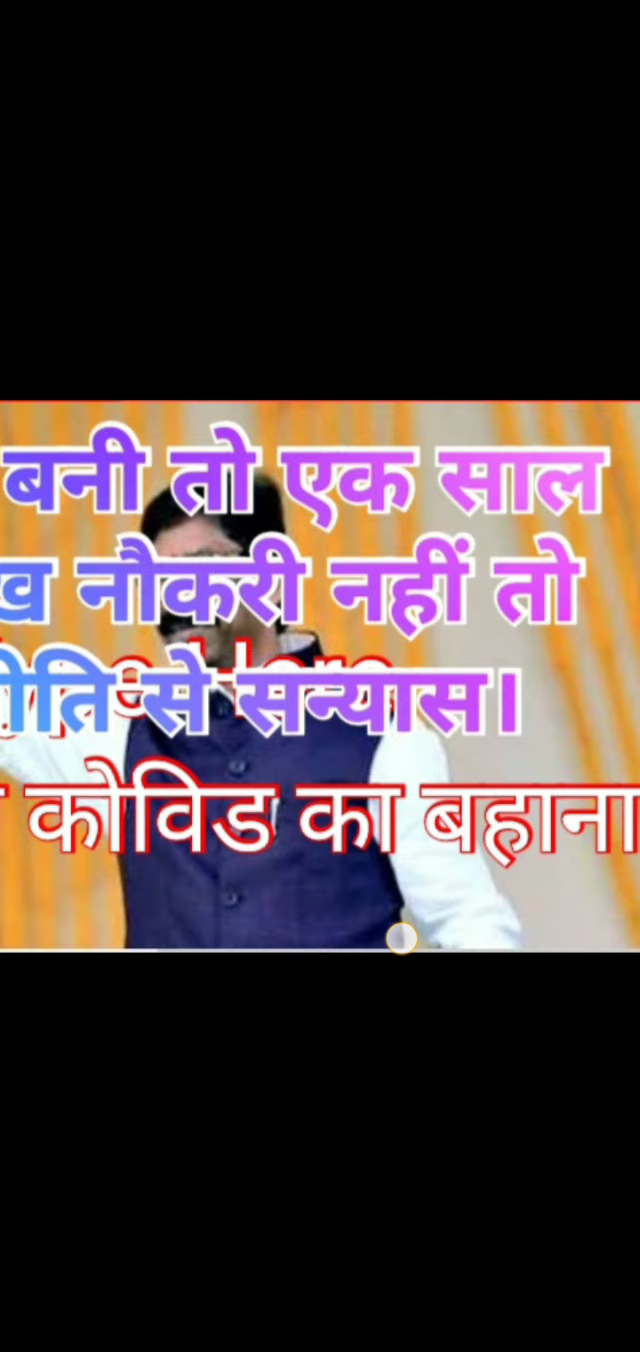 बनी तो एक साल
नौकरी नहीं तो
से सन्यास।
कोविड का बहाना